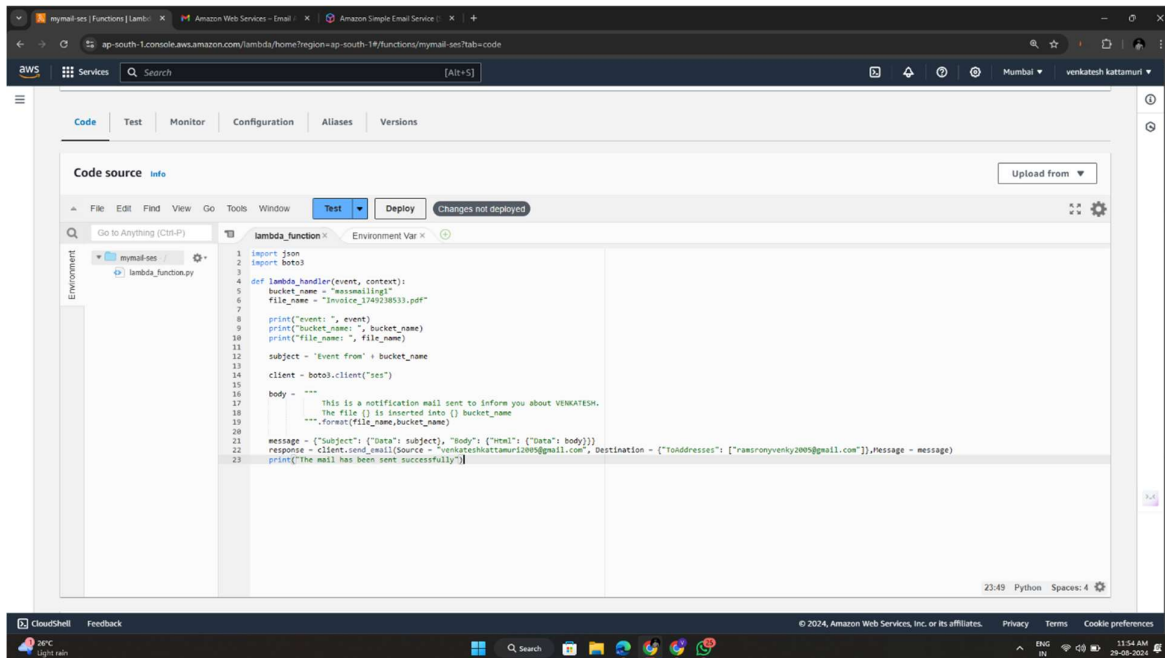 mymail-ses | Functions | Lambd
Amazon Web Services – Email
Amazon Simple Email Service
ap-south-1.console.aws.amazon.com/lambda/home?region=ap-south-1#/functions/mymail-ses?tab=code
aws
Services
Search
[Alt+S]
Mumbai
venkatesh kattamuri
Code
Test
Monitor
Configuration
Aliases
Versions
Code source
Info
Upload from
File Edit Find View Go Tools Window
Test
Deploy
Changes not deployed
Go to Anything (Ctrl-P)
lambda_function
Environment Var
Environment
mymail-ses
lambda_function.py
1 import json
2 import boto3
3
4 def lambda_handler(event, context):
5 bucket_name = "massmailing1"
6 file_name = "Invoice_1749238533.pdf"
7
8 print("event: ", event)
9 print("bucket_name: ", bucket_name)
10 print("file_name: ", file_name)
11
12 subject = 'Event from' + bucket_name
13
14 client = boto3.client("ses")
15
16 body = """
17 This is a notification mail sent to inform you about VENKATESH.
18 The file {} is inserted into {} bucket_name
19 """.format(file_name,bucket_name)
20
21 message = {"Subject": {"Data": subject}, "Body": {"Html": {"Data": body}}}
22 response = client.send_email(Source = "venkateshkattamuri2005@gmail.com", Destination = {"ToAddresses": ["ramsronyvenky2005@gmail.com"]},Message = message)
23 print("The mail has been sent successfully")
23:49 Python Spaces: 4
CloudShell
Feedback
© 2024, Amazon Web Services, Inc. or its affiliates.
Privacy
Terms
Cookie preferences
26°C
Light rain
Search
ENG
IN
11:54 AM
29-08-2024